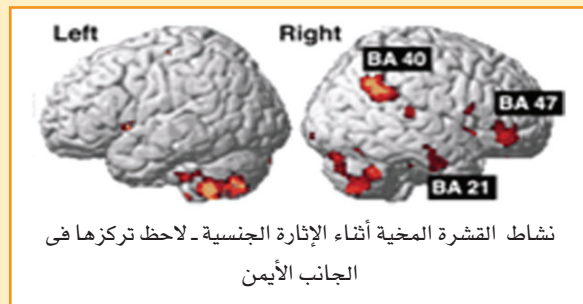 Left
Right
BA 40
BA 47
BA 21
نشاط القشرة المخية أثناء الإثارة الجنسية ـ لاحظ تركزها فى
الجانب الأيمن